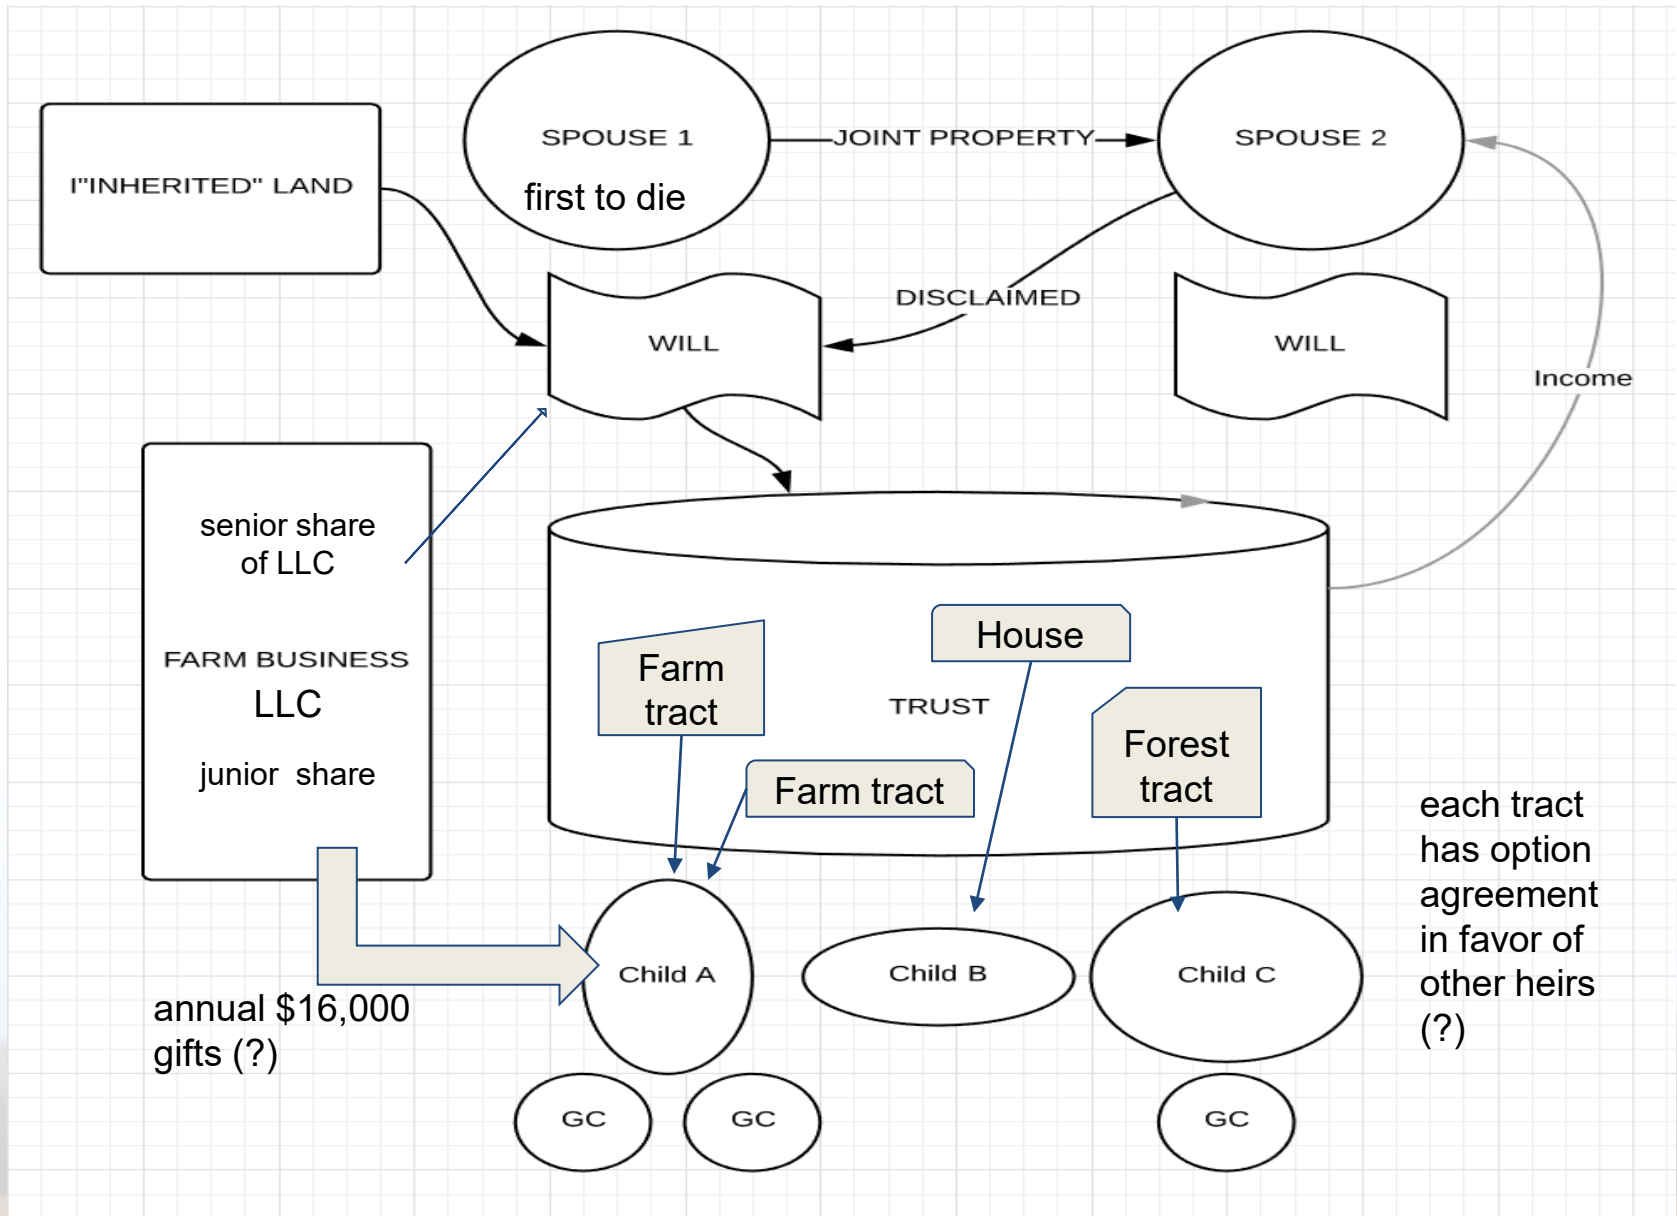 SPOUSE 1
first to die
JOINT PROPERTY
SPOUSE 2
I"INHERITED" LAND
DISCLAIMED
WILL
WILL
Income
senior share
of LLC
FARM BUSINESS
LLC
junior share
TRUST
Farm
tract
House
Farm tract
Forest
tract
each tract
has option
agreement
in favor of
other heirs
(?)
annual $16,000
gifts (?)
Child A
Child B
Child C
GC
GC
GC